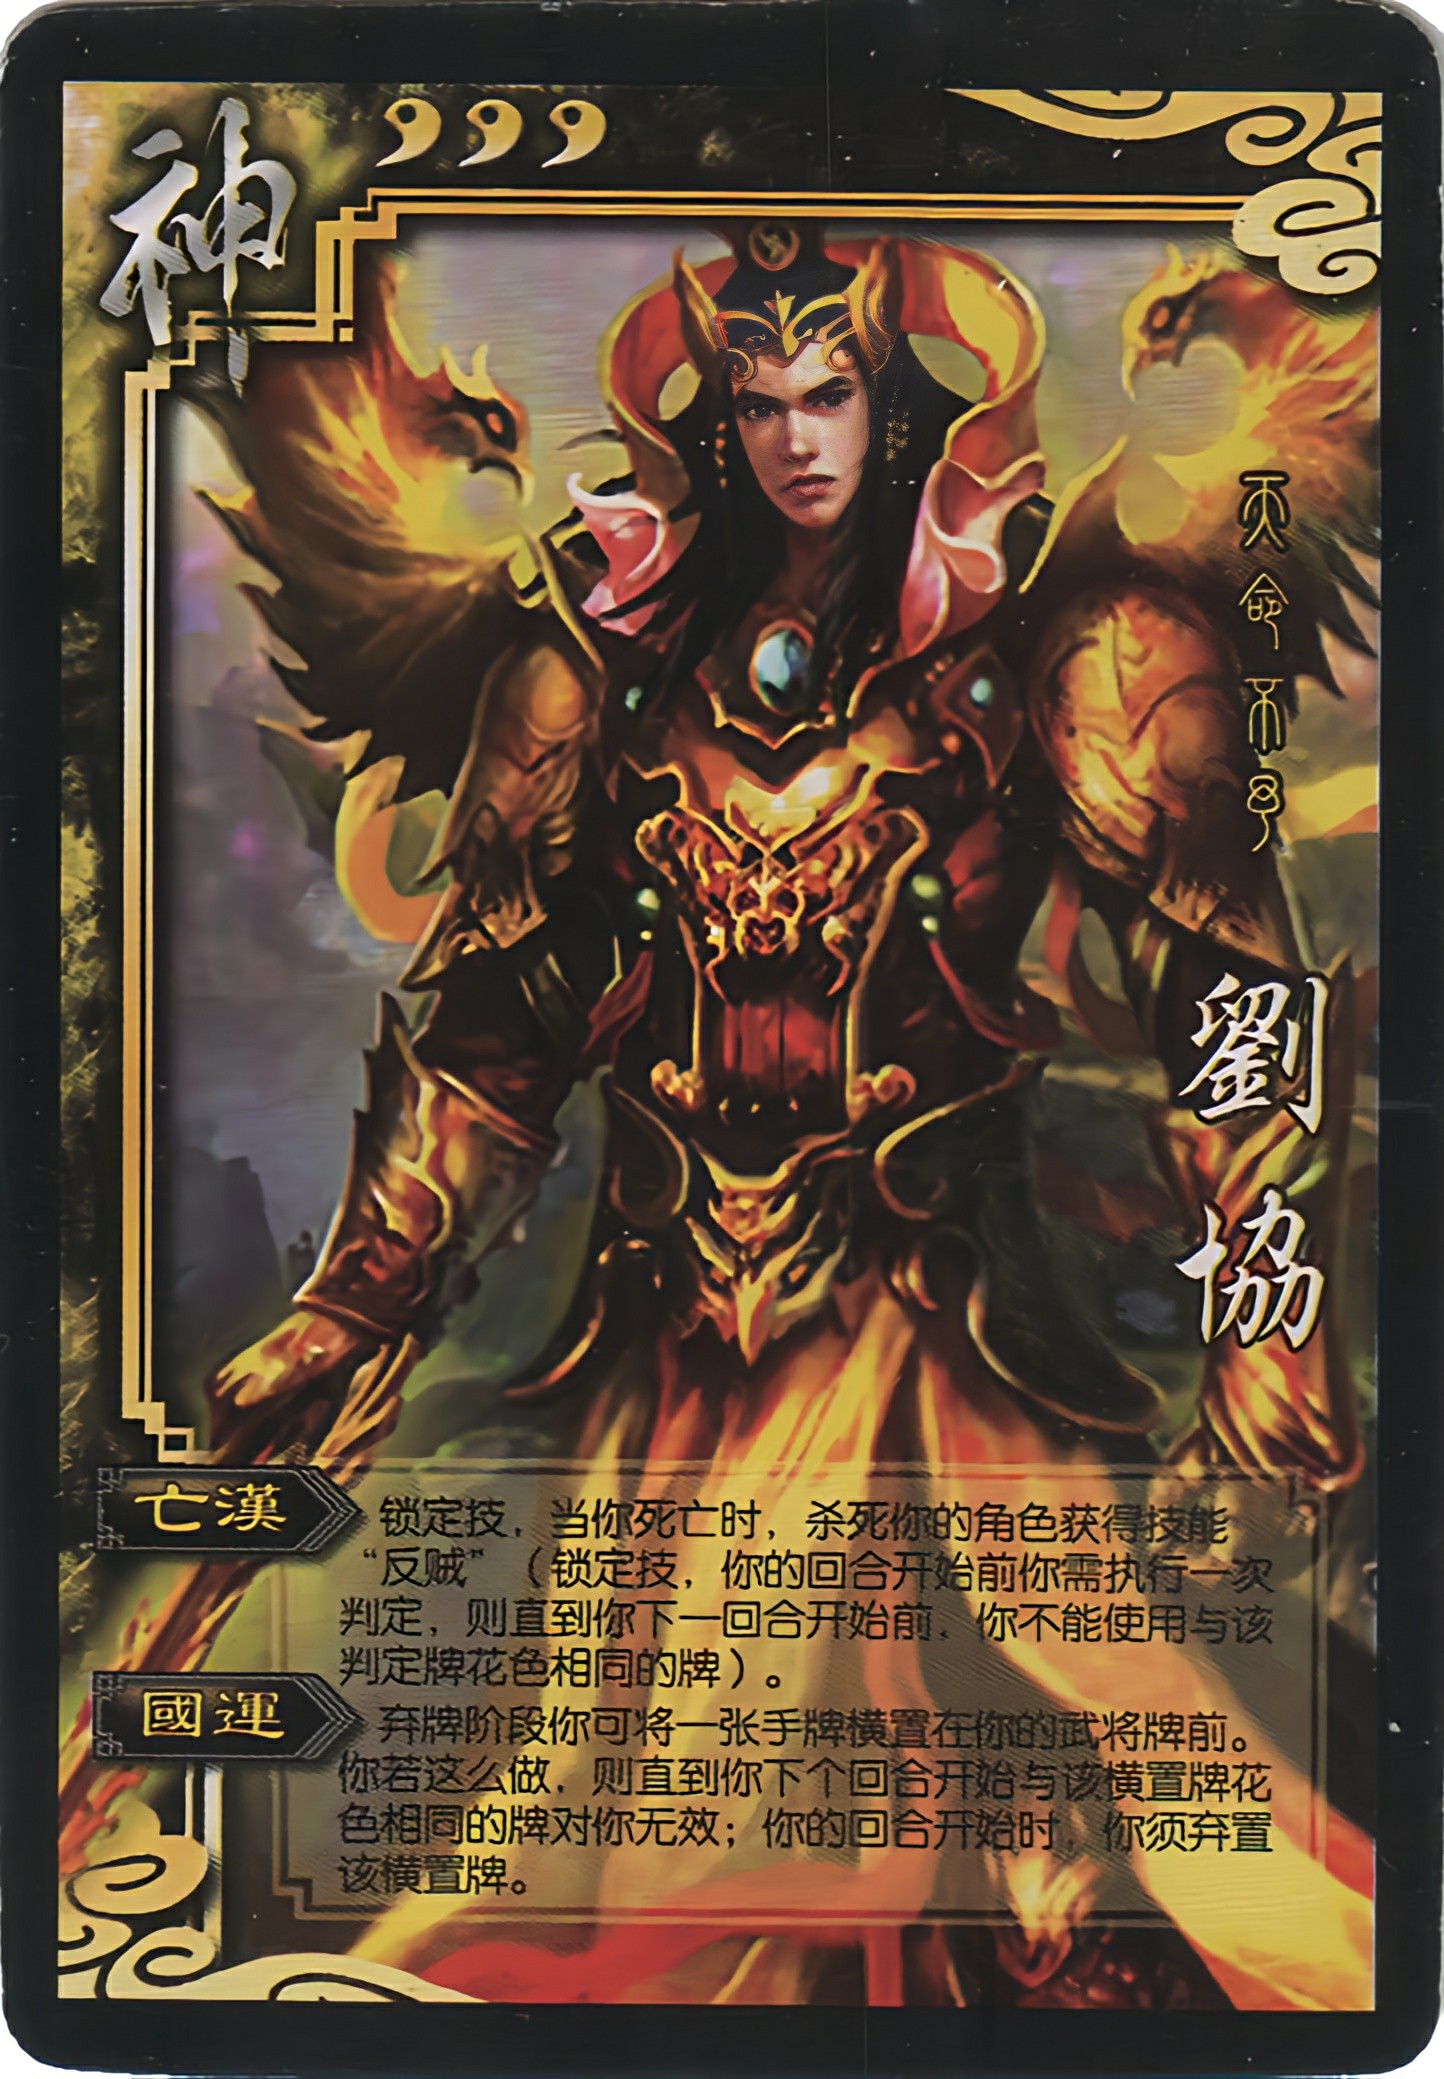 神
天命不又
劉協
亡漢
锁定技，当你死亡时，杀死你的角色获得技能
“反贼”（锁定技，你的回合开始前你需执行一次
判定，则直到你下一回合开始前，你不能使用与该
判定牌花色相同的牌）。
國運
弃牌阶段你可将一张手牌横置在你的武将牌前。
你若这么做，则直到你下个回合开始与该横置牌花
色相同的牌对你无效；你的回合开始时，你须弃置
该横置牌。